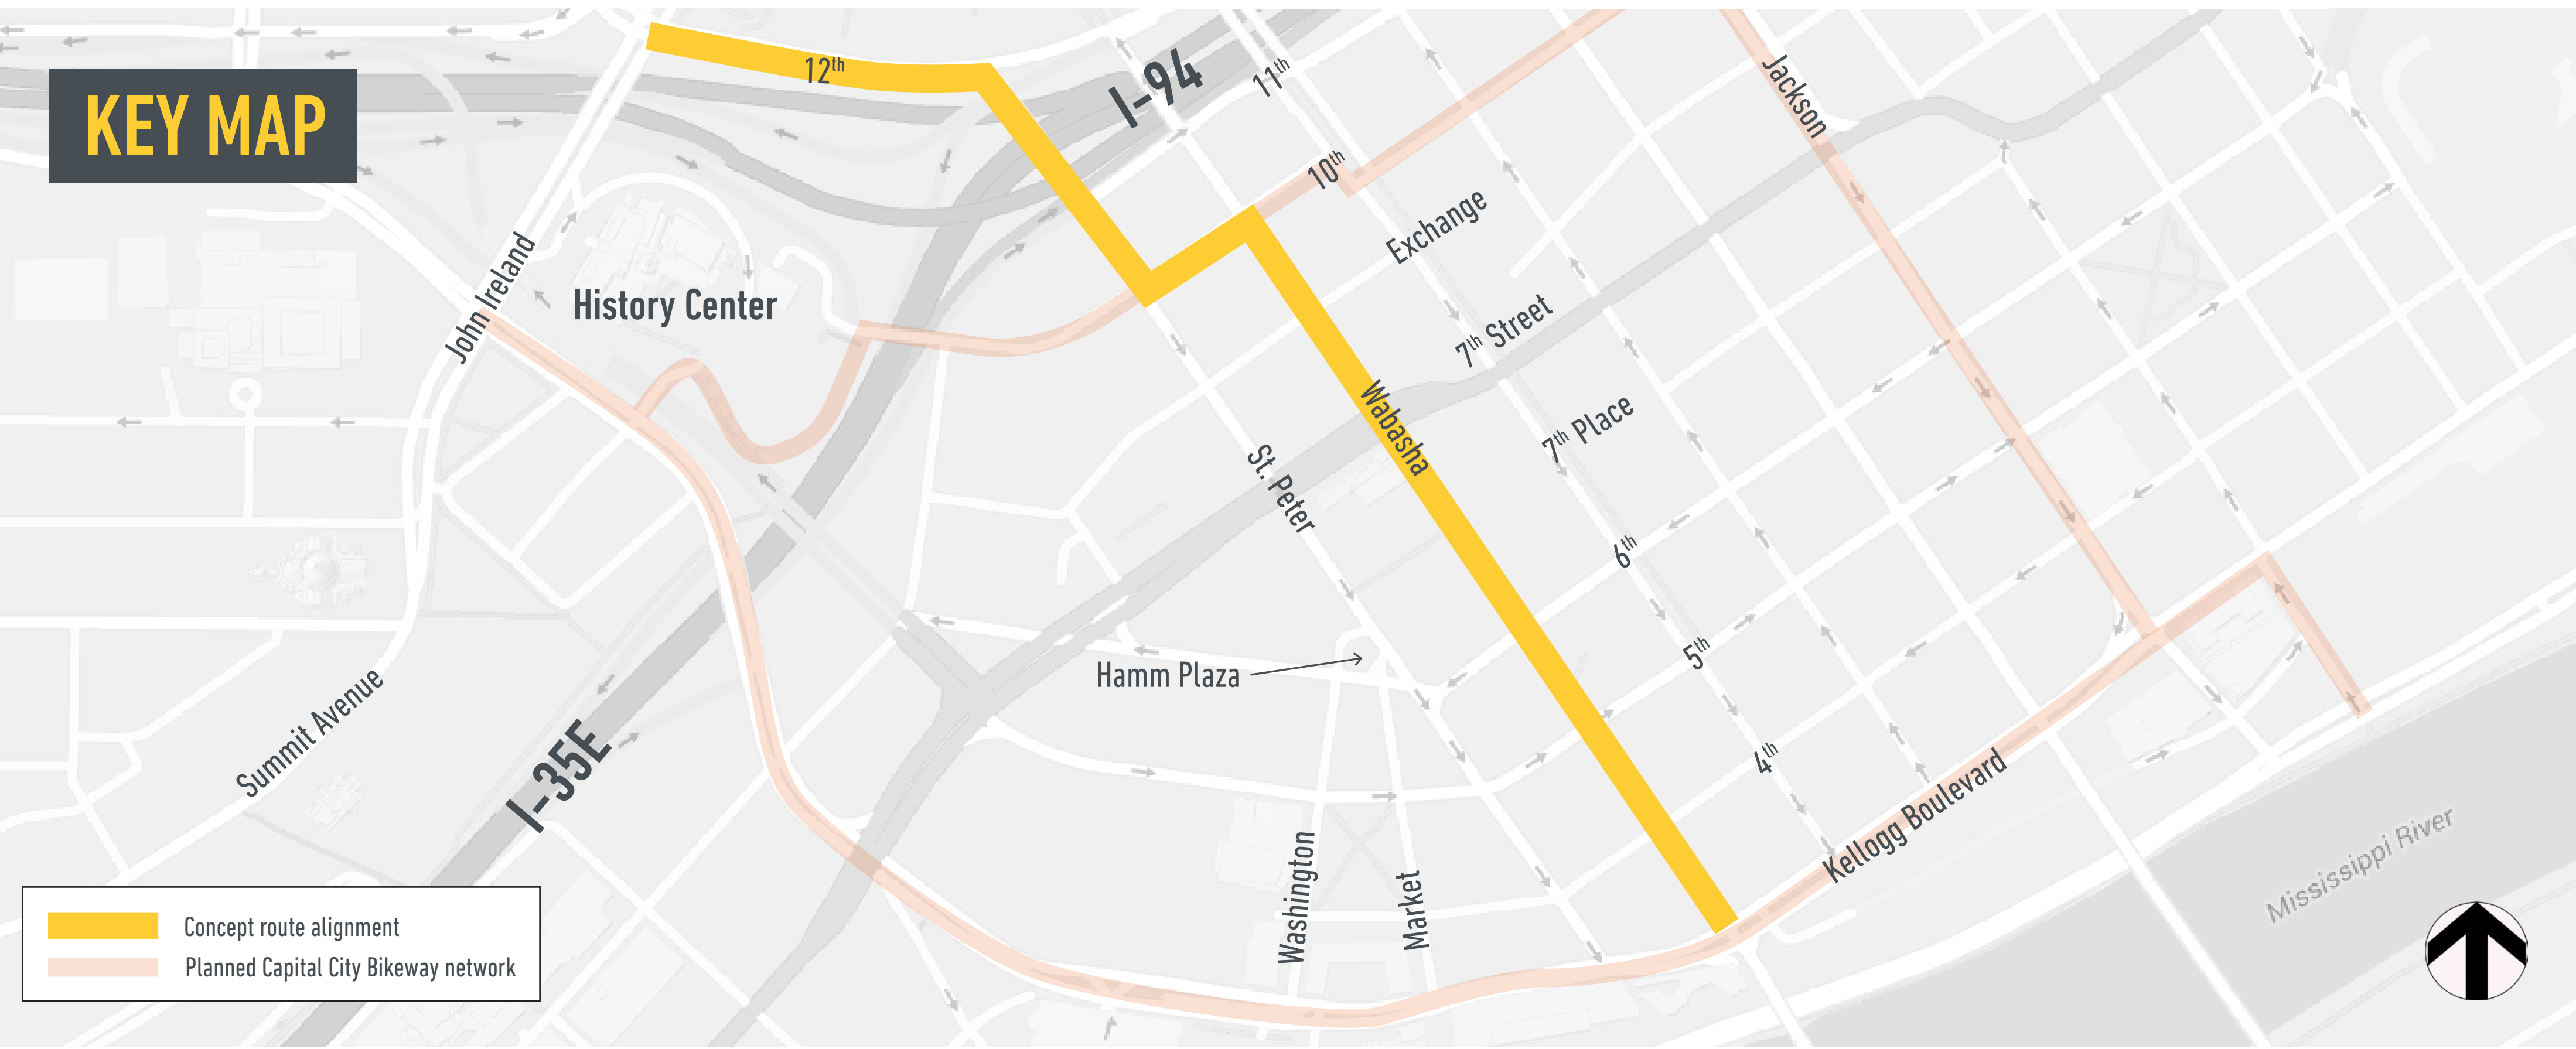 KEY MAP
12th
I-94
11th
Jackson
10th
Exchange
John Ireland
History Center
7th Street
Wabasha
7th Place
St. Peter
6th
5th
Hamm Plaza
Summit Avenue
I-35E
4th
Kellogg Boulevard
Washington
Market
Mississippi River
Concept route alignment
Planned Capital City Bikeway network